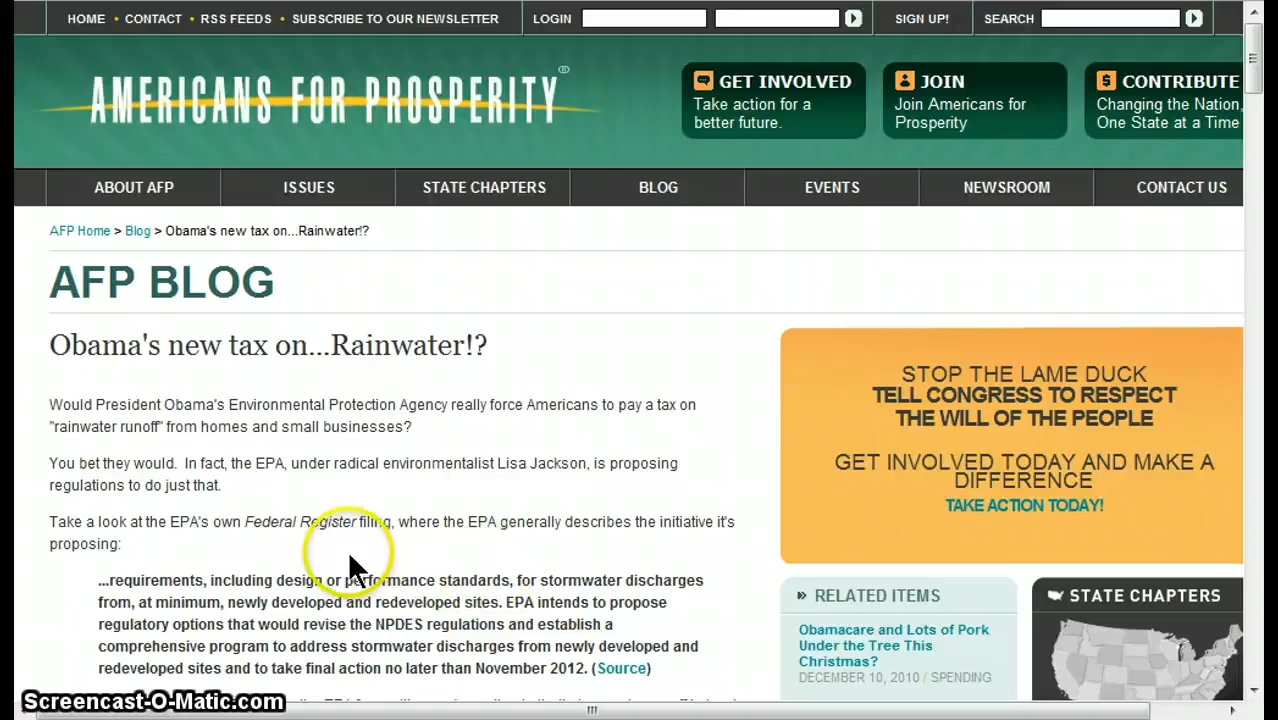 HOME • CONTACT • RSS FEEDS • SUBSCRIBE TO OUR NEWSLETTER
LOGIN
SIGN UP!
SEARCH
AMERICANS FOR PROSPERITY®
GET INVOLVED
Take action for a
better future.
JOIN
Join Americans for
Prosperity
CONTRIBUTE
Changing the Nation,
One State at a Time
ABOUT AFP
ISSUES
STATE CHAPTERS
BLOG
EVENTS
NEWSROOM
CONTACT US
AFP Home > Blog > Obama's new tax on...Rainwater!?
AFP BLOG
Obama's new tax on...Rainwater!?
Would President Obama's Environmental Protection Agency really force Americans to pay a tax on
"rainwater runoff" from homes and small businesses?
You bet they would. In fact, the EPA, under radical environmentalist Lisa Jackson, is proposing
regulations to do just that.
Take a look at the EPA's own Federal Register filing, where the EPA generally describes the initiative it's
proposing:
...requirements, including design or performance standards, for stormwater discharges
from, at minimum, newly developed and redeveloped sites. EPA intends to propose
regulatory options that would revise the NPDES regulations and establish a
comprehensive program to address stormwater discharges from newly developed and
redeveloped sites and to take final action no later than November 2012. (Source)
STOP THE LAME DUCK
TELL CONGRESS TO RESPECT
THE WILL OF THE PEOPLE
GET INVOLVED TODAY AND MAKE A
DIFFERENCE
TAKE ACTION TODAY!
» RELATED ITEMS
Obamacare and Lots of Pork
Under the Tree This
Christmas?
DECEMBER 10, 2010 / SPENDING
STATE CHAPTERS
Screencast-O-Matic.com